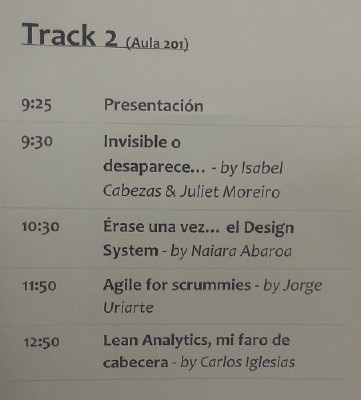 Track 2 (Aula 201)
9:25 Presentación
9:30 Invisible o
desaparece... - by Isabel
Cabezas & Juliet Moreiro
10:30 Érase una vez... el Design
System - by Naiara Abaroa
11:50 Agile for scrummies - by Jorge
Uriarte
12:50 Lean Analytics, mi faro de
cabecera - by Carlos Iglesias